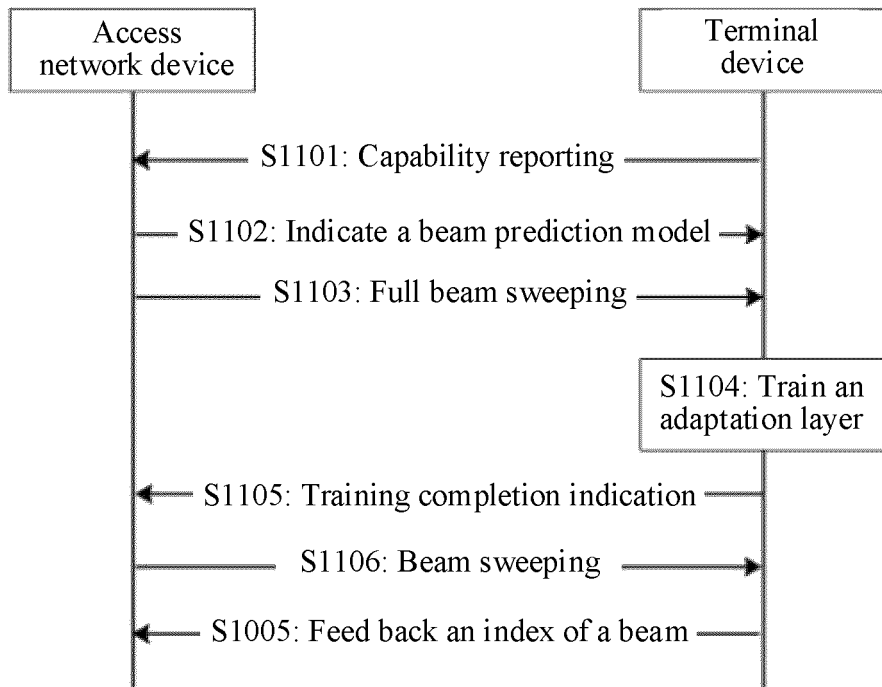 Access
network device
Terminal
device
S1101: Capability reporting
S1102: Indicate a beam prediction model
S1103: Full beam sweeping
S1104: Train an
adaptation layer
S1105: Training completion indication
S1106: Beam sweeping
S1005: Feed back an index of a beam